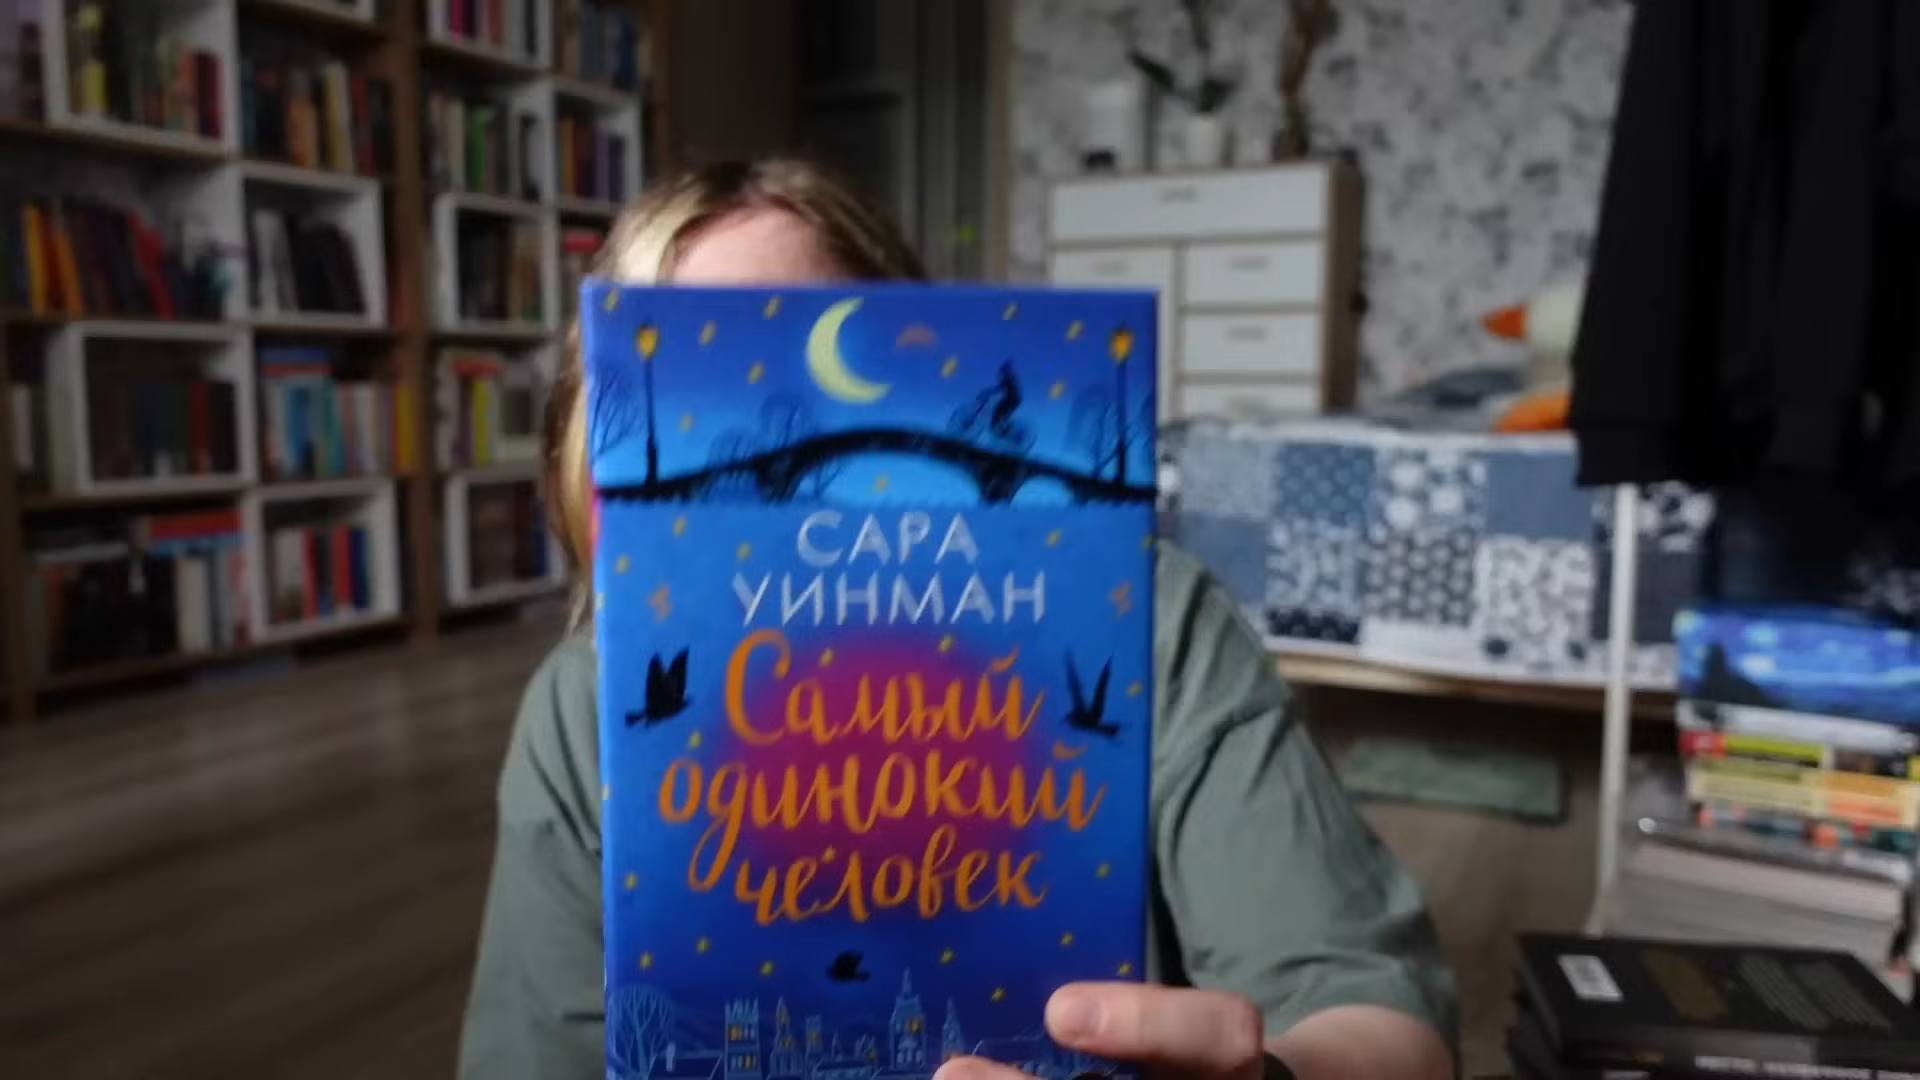 САРА
УИНМАН
Самый
одинокий
человек